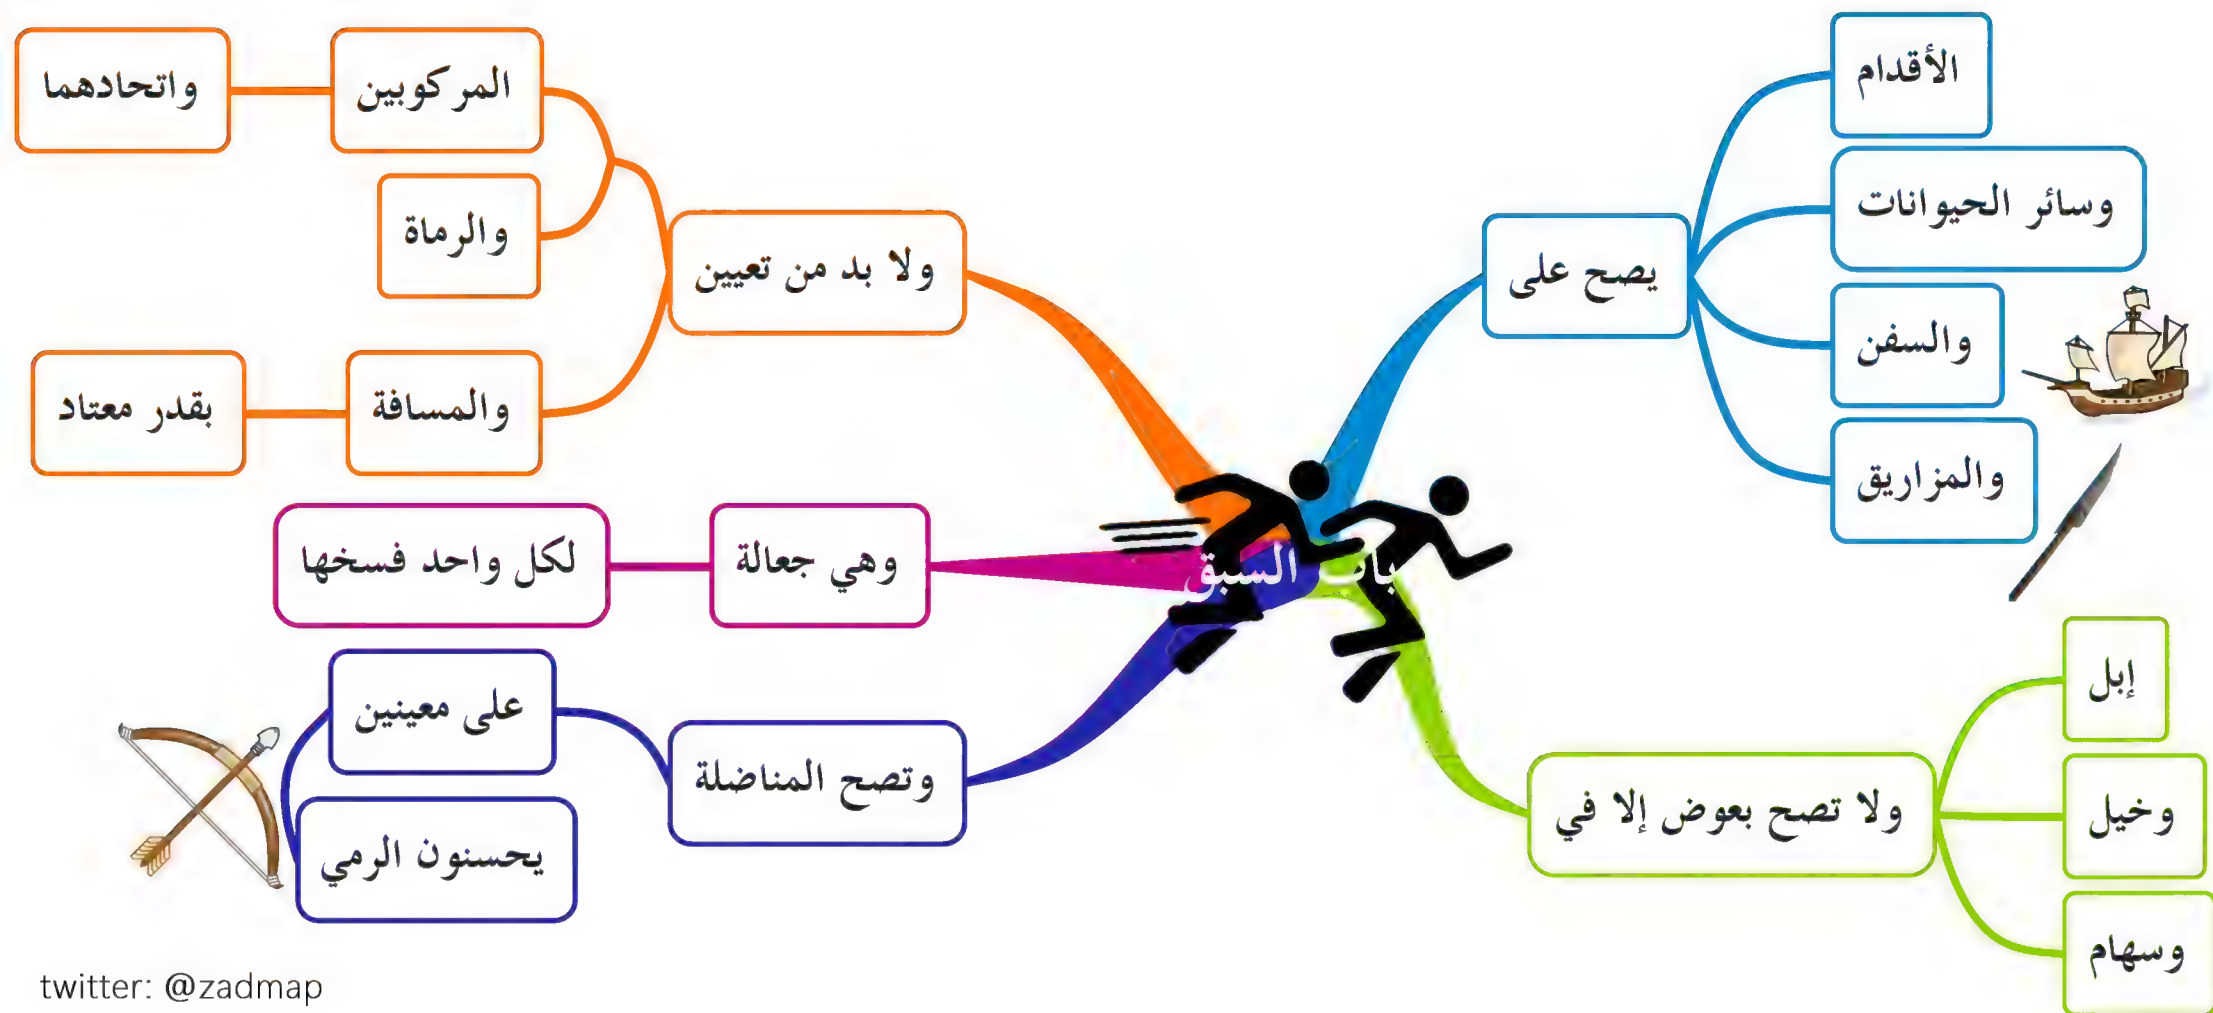 باب السبق
يصح على
الأقدام
وسائر الحيوانات
والسفن
والمزاريق
ولا تصح بعوض إلا في
إبل
وخيل
وسهام
ولا بد من تعيين
المركوبين
واتحادهما
والرماة
والمسافة
بقدر معتاد
وهي جعالة
لكل واحد فسخها
وتصح المناضلة
على معينين
يحسنون الرمي
twitter: @zadmap